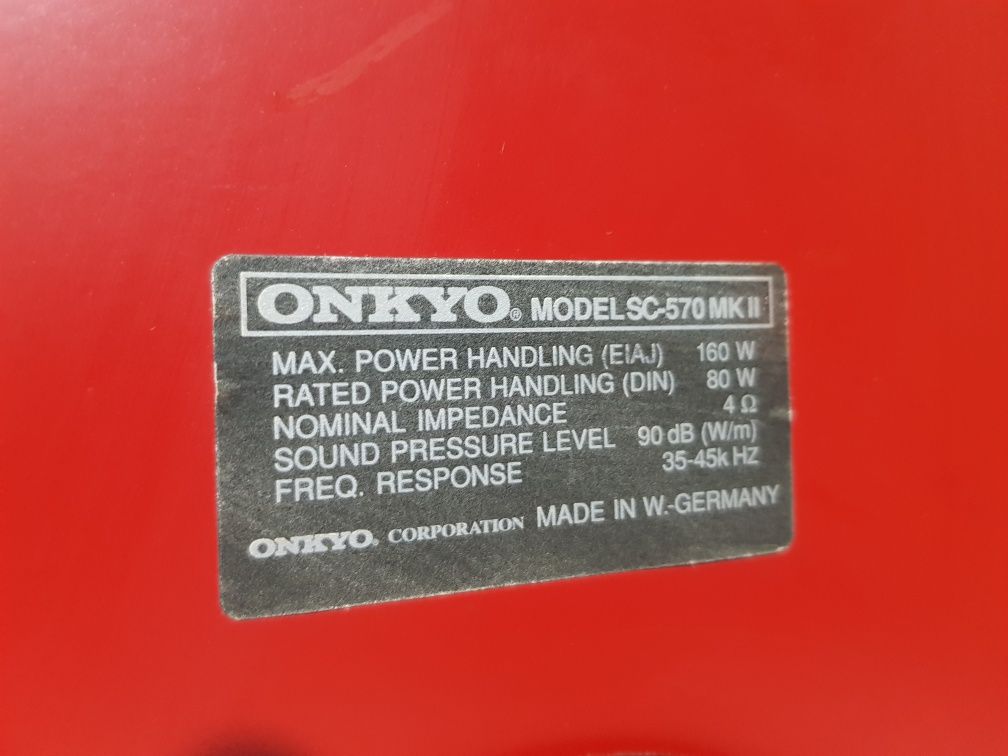 ONKYO® MODEL SC-570 MK II
MAX. POWER HANDLING (EIAJ) 160 W
RATED POWER HANDLING (DIN) 80 W
NOMINAL IMPEDANCE 4 Ω
SOUND PRESSURE LEVEL 90 dB (W/m)
FREQ. RESPONSE 35-45k HZ
ONKYO® CORPORATION MADE IN W.-GERMANY